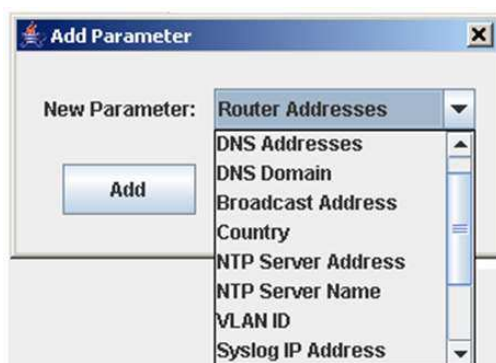 Add Parameter
New Parameter: Router Addresses
DNS Addresses
DNS Domain
Add
Broadcast Address
Country
NTP Server Address
NTP Server Name
VLAN ID
Syslog IP Address